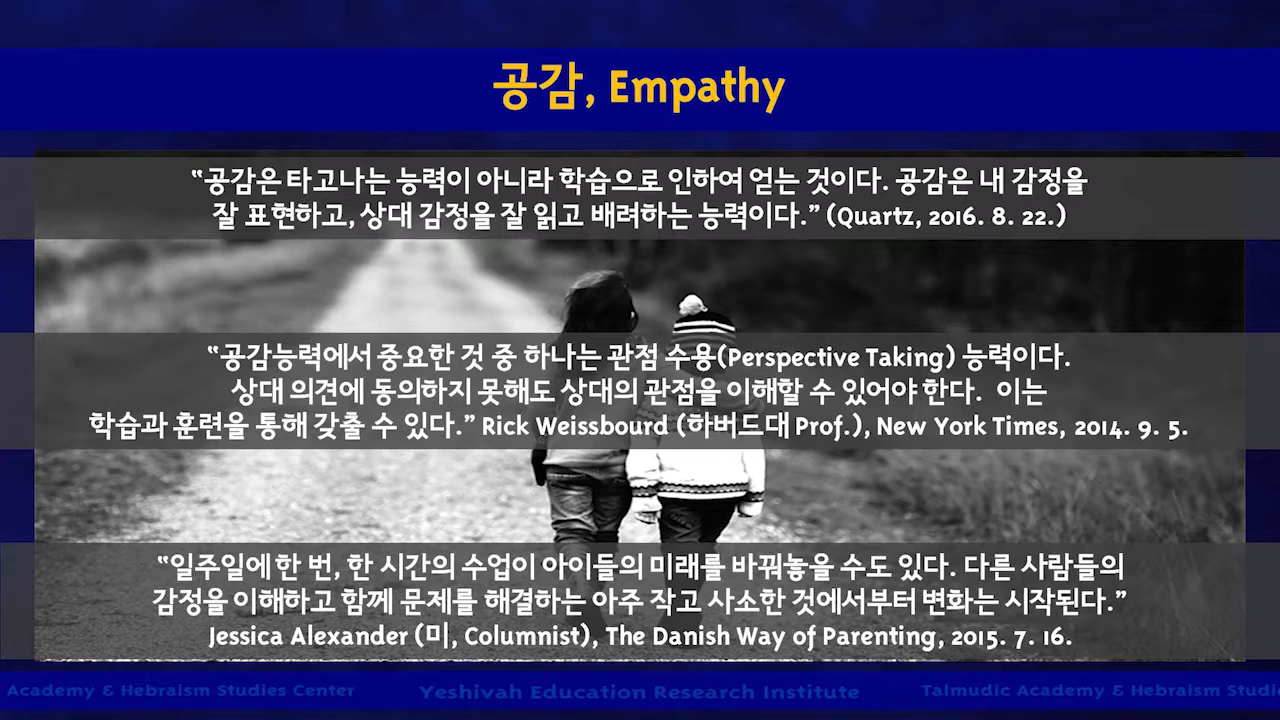 공감, Empathy
“공감은 타고나는 능력이 아니라 학습으로 인하여 얻는 것이다. 공감은 내 감정을
잘 표현하고, 상대 감정을 잘 읽고 배려하는 능력이다.” (Quartz, 2016. 8. 22.)
“공감능력에서 중요한 것 중 하나는 관점 수용(Perspective Taking) 능력이다.
상대 의견에 동의하지 못해도 상대의 관점을 이해할 수 있어야 한다. 이는
학습과 훈련을 통해 갖출 수 있다.” Rick Weissbourd (하버드대 Prof.), New York Times, 2014. 9. 5.
“일주일에 한 번, 한 시간의 수업이 아이들의 미래를 바꿔놓을 수도 있다. 다른 사람들의
감정을 이해하고 함께 문제를 해결하는 아주 작고 사소한 것에서부터 변화는 시작된다.”
Jessica Alexander (미, Columnist), The Danish Way of Parenting, 2015. 7. 16.
Academy & Hebraism Studies Center Yeshivah Education Research Institute Talmudic Academy & Hebraism Studi